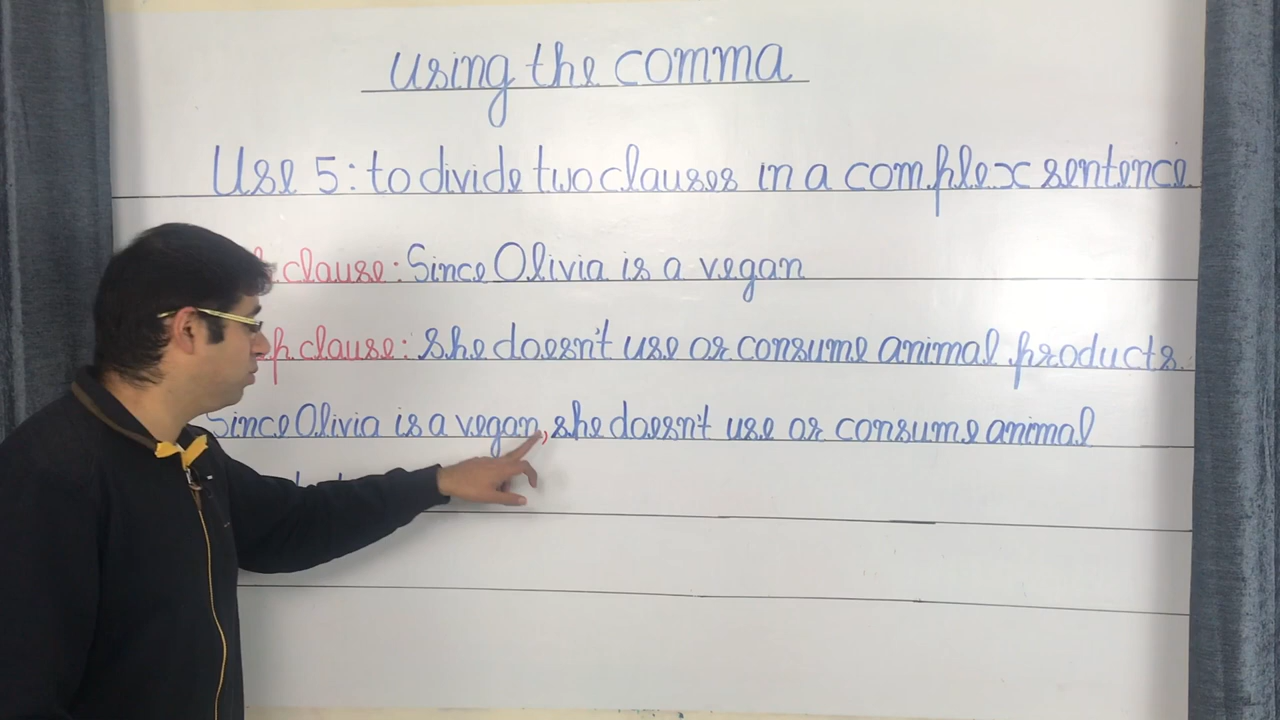 Using the comma
Use 5: to divide two clauses in a complex sentence.
clause: Since Olivia is a vegan
clause: she doesn't use or consume animal products.
Since Olivia is a vegan, she doesn't use or consume animal